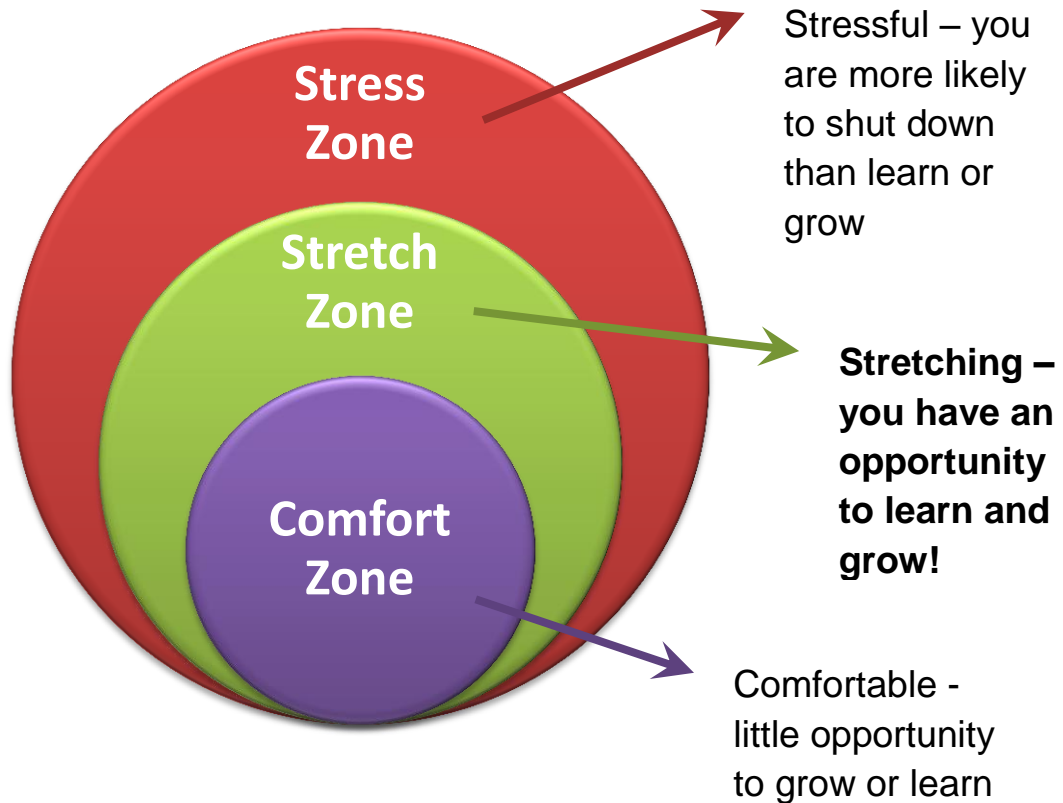 Stress
Zone
Stressful – you
are more likely
to shut down
than learn or
grow
Stretch
Zone
Stretching –
you have an
opportunity
to learn and
grow!
Comfort
Zone
Comfortable -
little opportunity
to grow or learn